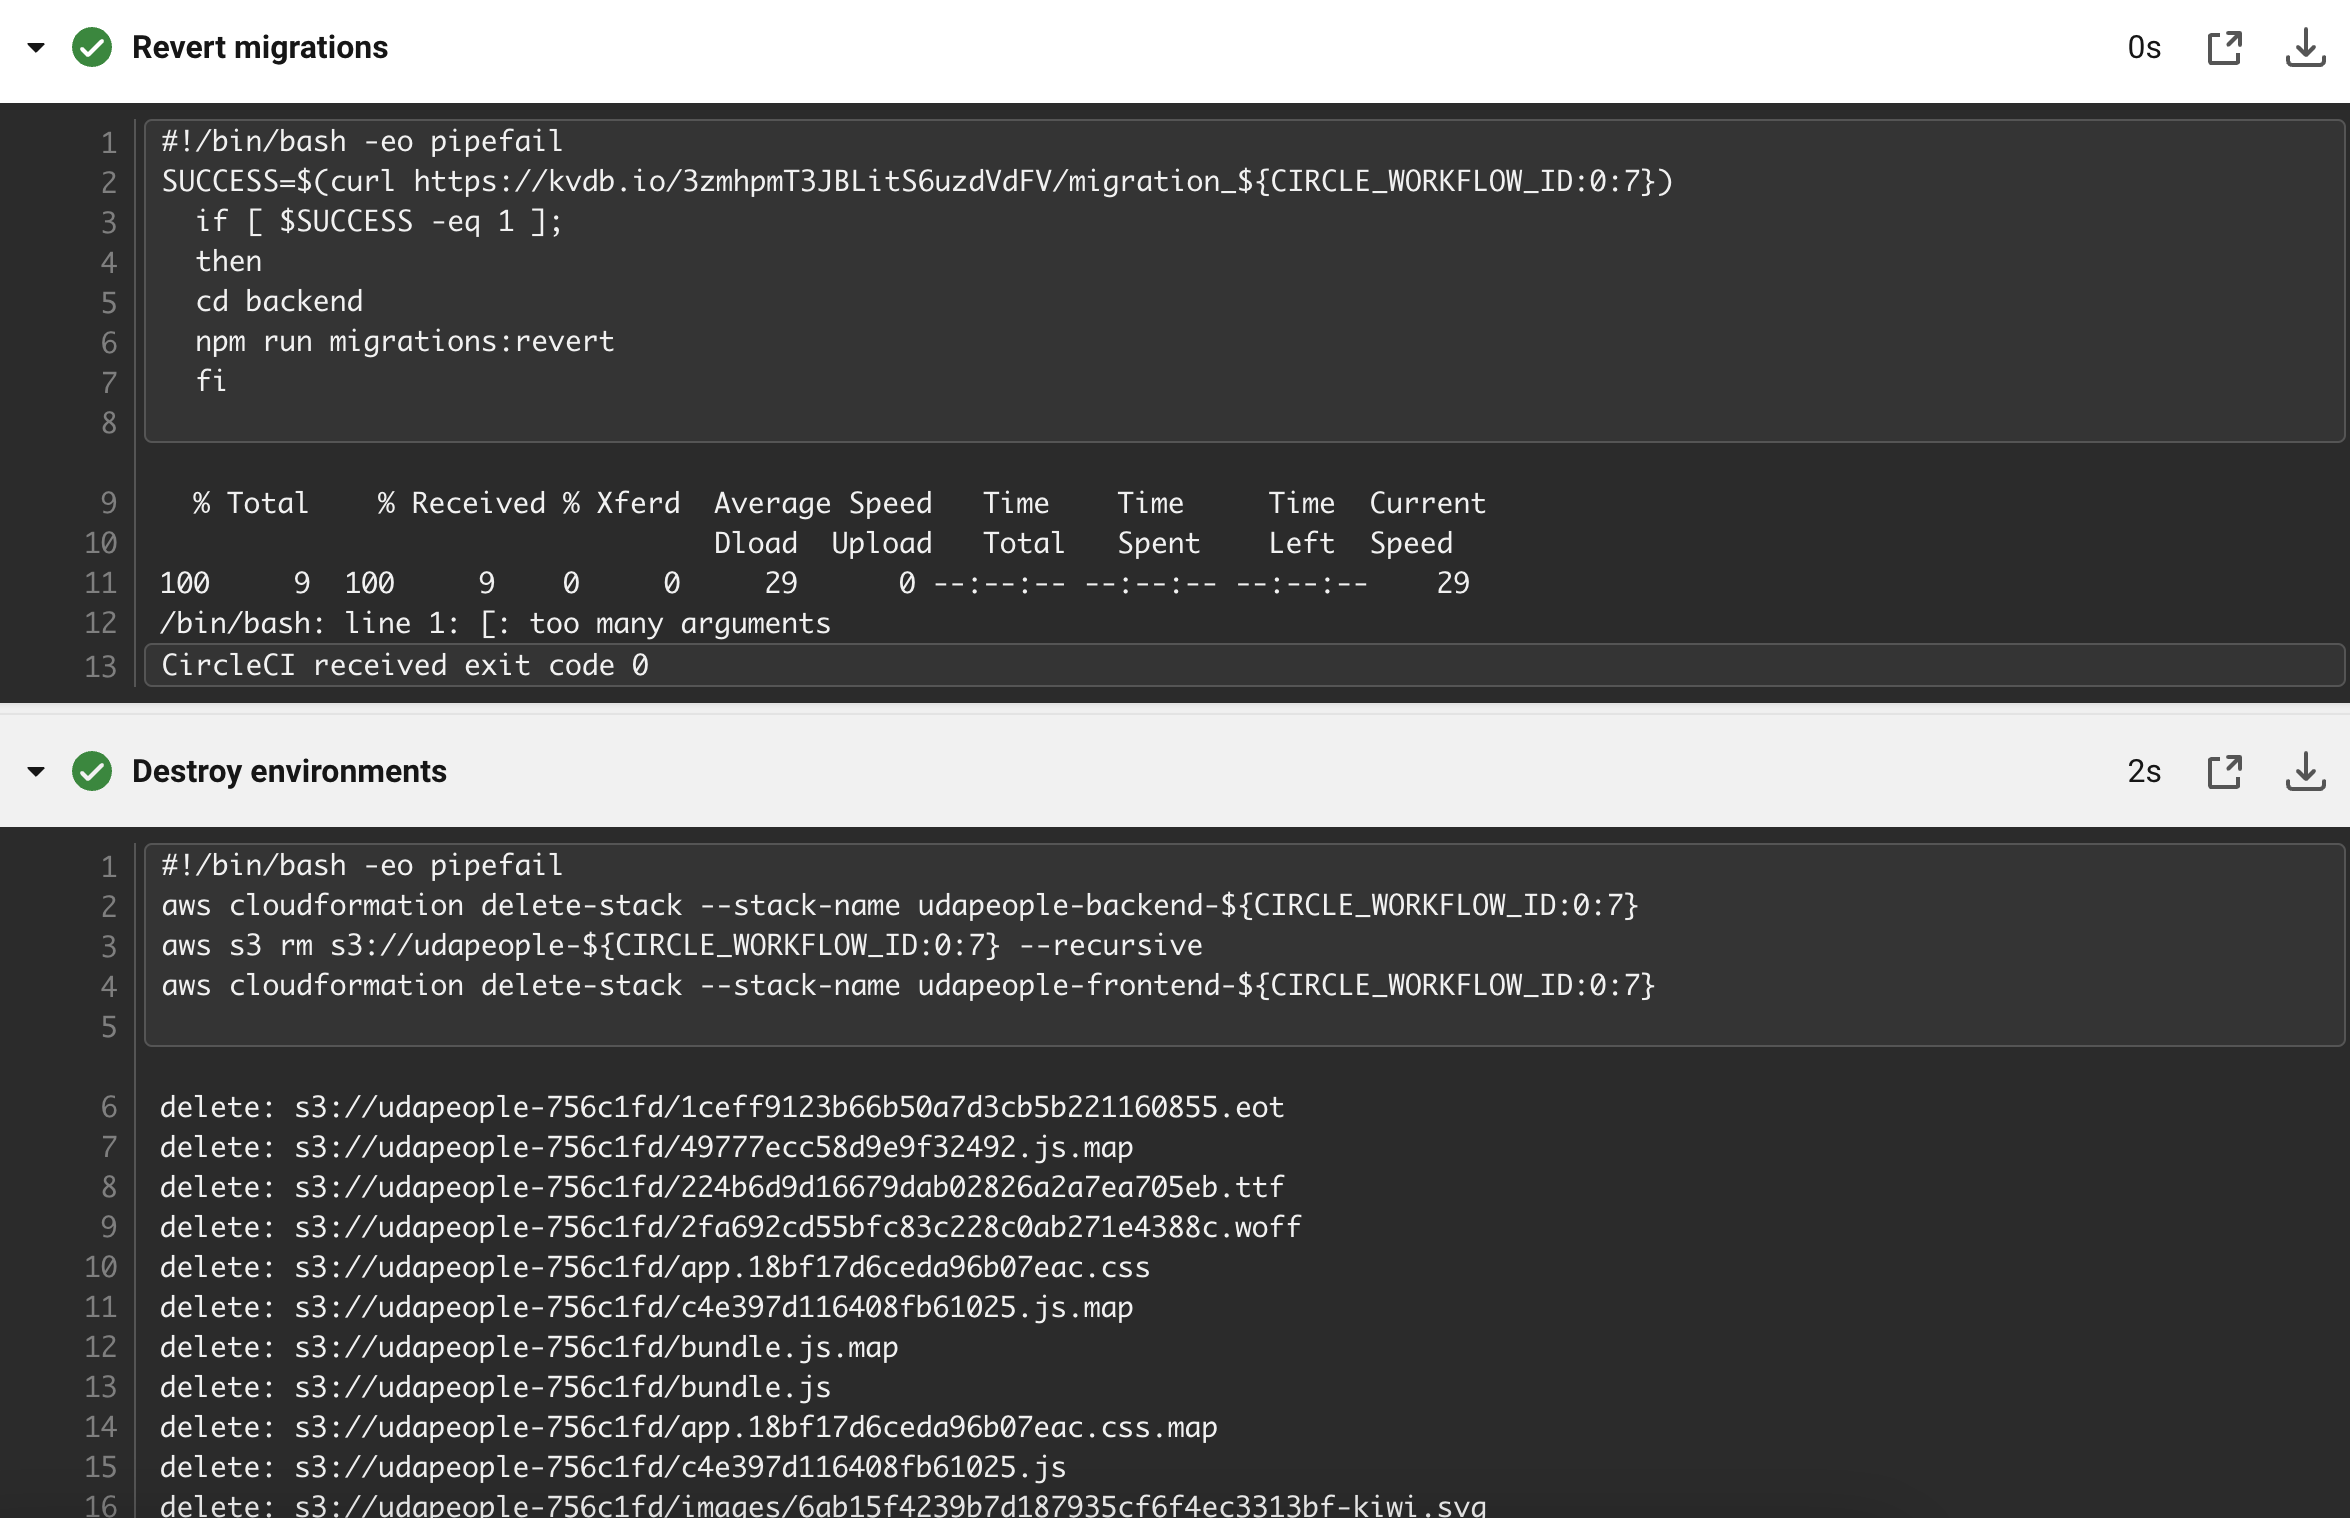 Revert migrations 0s
1 #!/bin/bash -eo pipefail
2 SUCCESS=$(curl https://kvdb.io/3zmhpmT3JBLitS6uzdVdFV/migration_${CIRCLE_WORKFLOW_ID:0:7})
3   if [ $SUCCESS -eq 1 ];
4   then
5   cd backend
6   npm run migrations:revert
7   fi
8
9   % Total    % Received % Xferd  Average Speed   Time    Time     Time  Current
10                                  Dload  Upload   Total   Spent    Left  Speed
11 100     9  100     9    0     0     29      0 --:--:-- --:--:-- --:--:--    29
12 /bin/bash: line 1: [: too many arguments
13 CircleCI received exit code 0
Destroy environments 2s
1 #!/bin/bash -eo pipefail
2 aws cloudformation delete-stack --stack-name udapeople-backend-${CIRCLE_WORKFLOW_ID:0:7}
3 aws s3 rm s3://udapeople-${CIRCLE_WORKFLOW_ID:0:7} --recursive
4 aws cloudformation delete-stack --stack-name udapeople-frontend-${CIRCLE_WORKFLOW_ID:0:7}
5
6 delete: s3://udapeople-756c1fd/1ceff9123b66b50a7d3cb5b221160855.eot
7 delete: s3://udapeople-756c1fd/49777ecc58d9e9f32492.js.map
8 delete: s3://udapeople-756c1fd/224b6d9d16679dab02826a2a7ea705eb.ttf
9 delete: s3://udapeople-756c1fd/2fa692cd55bfc83c228c0ab271e4388c.woff
10 delete: s3://udapeople-756c1fd/app.18bf17d6ceda96b07eac.css
11 delete: s3://udapeople-756c1fd/c4e397d116408fb61025.js.map
12 delete: s3://udapeople-756c1fd/bundle.js.map
13 delete: s3://udapeople-756c1fd/bundle.js
14 delete: s3://udapeople-756c1fd/app.18bf17d6ceda96b07eac.css.map
15 delete: s3://udapeople-756c1fd/c4e397d116408fb61025.js
16 delete: s3://udapeople-756c1fd/images/6ab15f4239b7d187935cf6f4ec3313bf-kiwi.svg